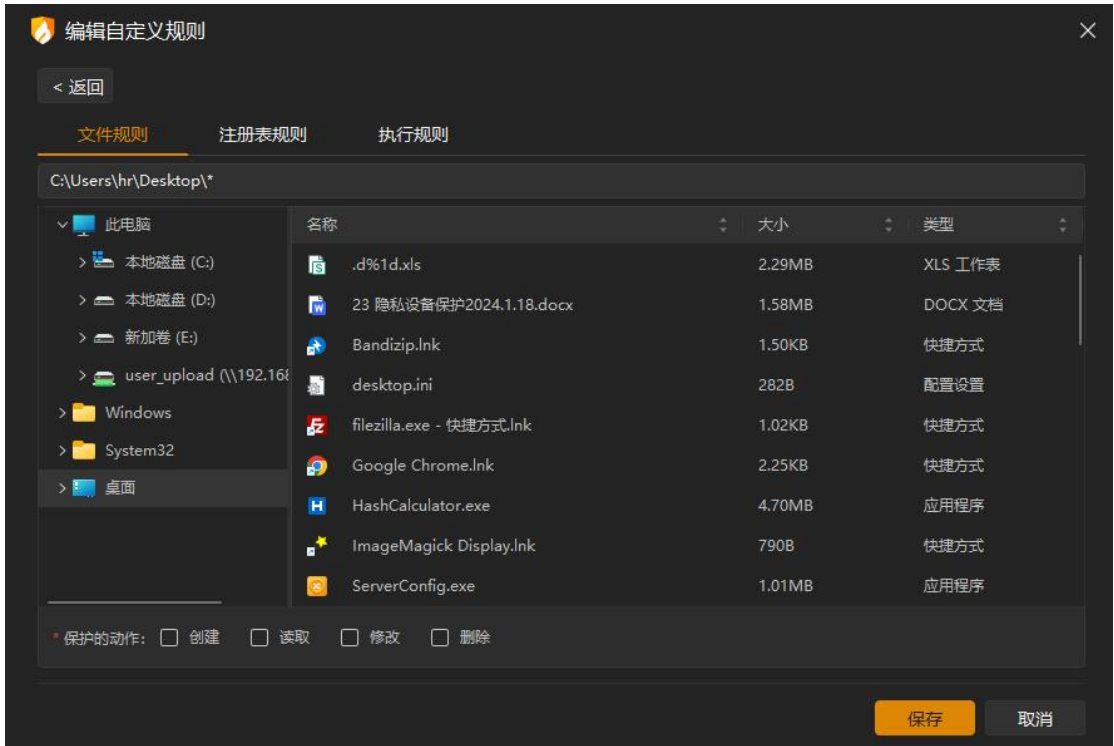 编辑自定义规则
< 返回
文件规则 注册表规则 执行规则
C:\Users\hr\Desktop\*
此电脑 名称 大小 类型
本地磁盘 (C:) .d%1d.xls 2.29MB XLS 工作表
本地磁盘 (D:) 23 隐私设备保护2024.1.18.docx 1.58MB DOCX 文档
新加卷 (E:) Bandizip.lnk 1.50KB 快捷方式
user_upload (\\192.168 desktop.ini 282B 配置设置
Windows filezilla.exe - 快捷方式.lnk 1.02KB 快捷方式
System32 Google Chrome.lnk 2.25KB 快捷方式
桌面 HashCalculator.exe 4.70MB 应用程序
ImageMagick Display.lnk 790B 快捷方式
ServerConfig.exe 1.01MB 应用程序
* 保护的动作: 创建 读取 修改 删除
保存 取消